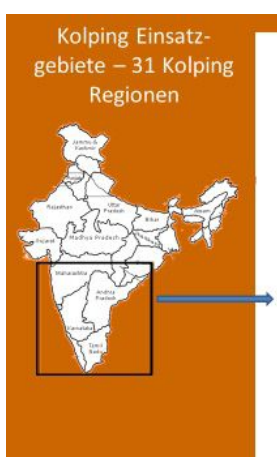 Kolping Einsatz-
gebiete – 31 Kolping
Regionen
Jammu &
Kashmir
Rajasthan
Uttar
Pradesh
Bihar
Assam
Gujarat
Madhya Pradesh
Maharashtra
Andhra
Pradesh
Karnataka
Tamil
Nadu